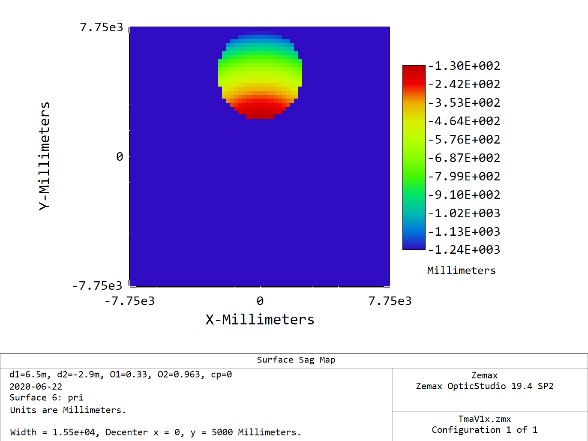 7.75e3
0
-7.75e3
Y-Millimeters
-7.75e3
0
7.75e3
X-Millimeters
-1.30E+002
-2.42E+002
-3.53E+002
-4.64E+002
-5.76E+002
-6.87E+002
-7.99E+002
-9.10E+002
-1.02E+003
-1.13E+003
-1.24E+003
Millimeters
Surface Sag Map
d1=6.5m, d2=-2.9m, O1=0.33, O2=0.963, cp=0
2020-06-22
Surface 6: pri
Units are Millimeters.
Width = 1.55e+04, Decenter x = 0, y = 5000 Millimeters.
Zemax
Zemax OpticStudio 19.4 SP2
TmaV1x.zmx
Configuration 1 of 1